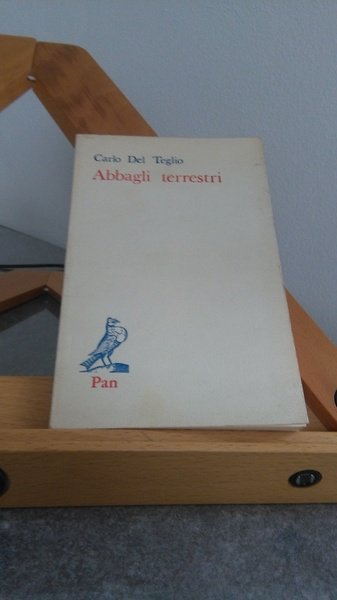 Carlo Del Teglio
Abbagli terrestri
Pan